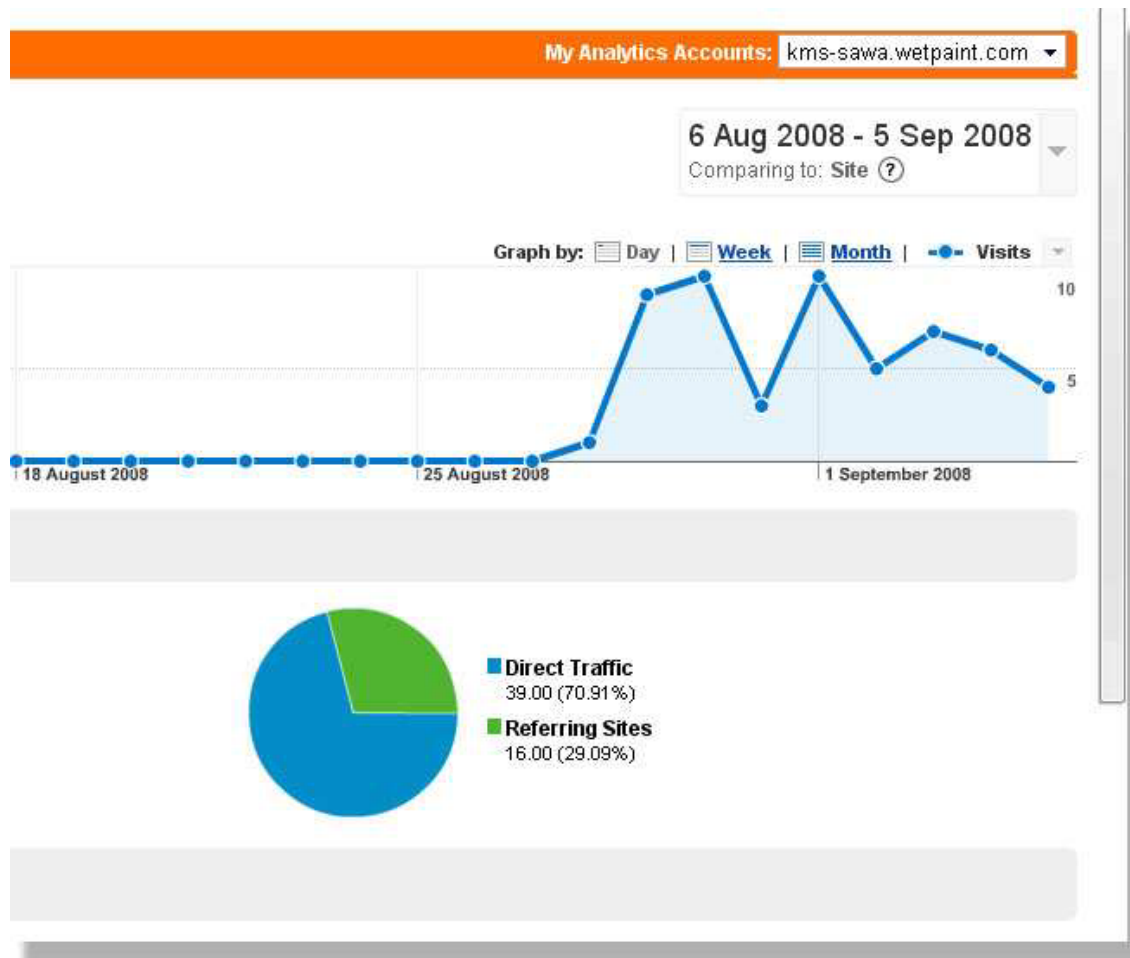 My Analytics Accounts: kms-sawa.wetpaint.com
6 Aug 2008 - 5 Sep 2008
Comparing to: Site ?
Graph by: Day | Week | Month | Visits
10
5
18 August 2008 25 August 2008 1 September 2008
Direct Traffic
39.00 (70.91%)
Referring Sites
16.00 (29.09%)